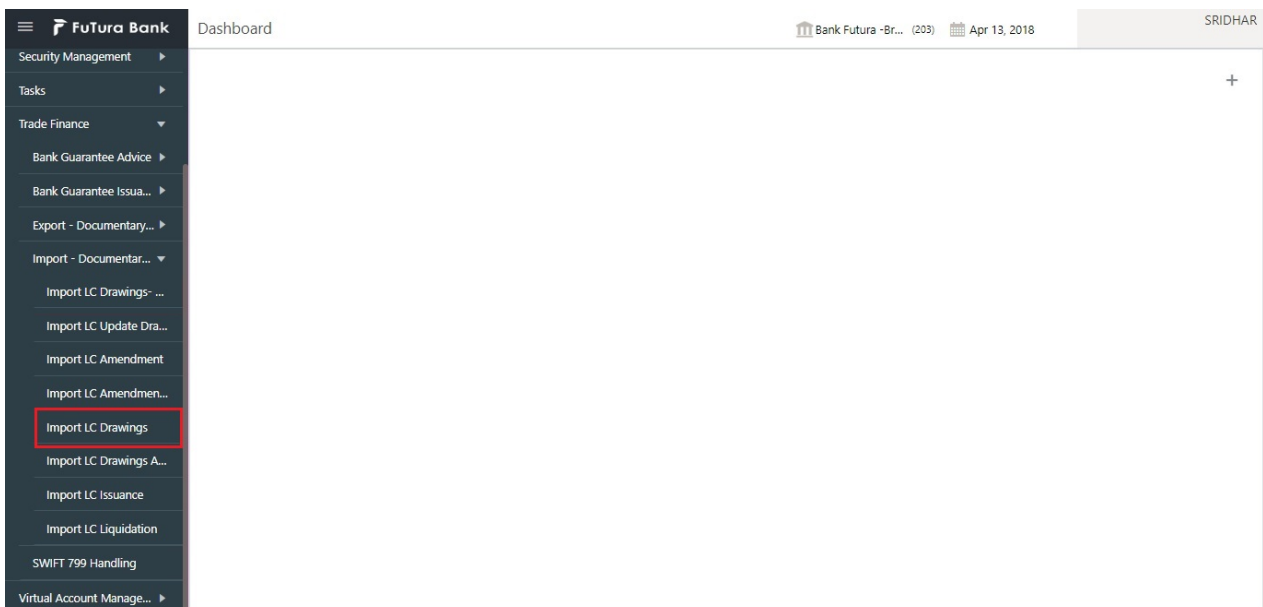 FuTura Bank
Dashboard
Bank Futura -Br... (203)
Apr 13, 2018
SRIDHAR
Security Management
Tasks
Trade Finance
Bank Guarantee Advice
Bank Guarantee Issua...
Export - Documentary...
Import - Documentar...
Import LC Drawings- ...
Import LC Update Dra...
Import LC Amendment
Import LC Amendmen...
Import LC Drawings
Import LC Drawings A...
Import LC Issuance
Import LC Liquidation
SWIFT 799 Handling
Virtual Account Manage...